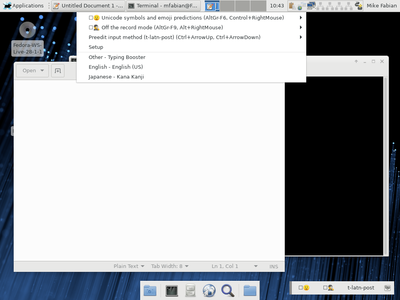 Applications
Untitled Document 1 -
Terminal - mfabian@F...
10:43
Mike Fabian
Unicode symbols and emoji predictions (AltGr-F6, Control+RightMouse)
Off the record mode (AltGr-F9, Alt+RightMouse)
Preedit input method (t-latn-post) (Ctrl+ArrowUp, Ctrl+ArrowDown)
Setup
Other - Typing Booster
English - English (US)
Japanese - Kana Kanji
Fedora-WS-
Live-26-1-1
Open
Plain Text
Tab Width: 8
Ln 1, Col 1
INS
t-latn-post